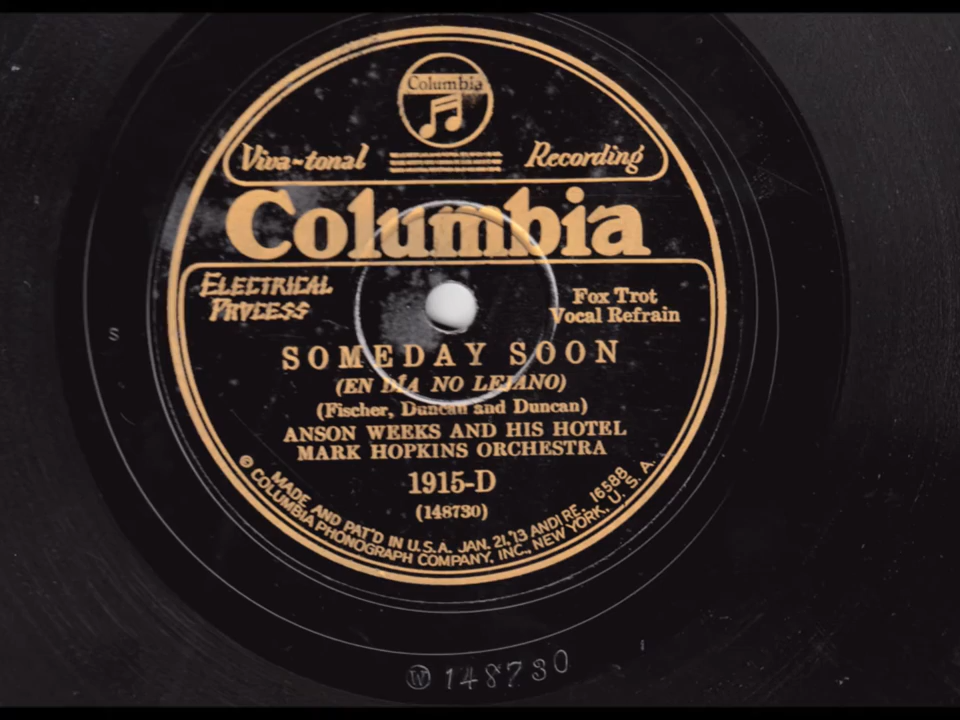 Columbia
Viva-tonal Recording
Columbia
ELECTRICAL
PROCESS
Fox Trot
Vocal Refrain
SOMEDAY SOON
(EN DÍA NO LEJANO)
(Fischer, Duncan and Duncan)
ANSON WEEKS AND HIS HOTEL
MARK HOPKINS ORCHESTRA
1915-D
(148730)
MADE AND PAT'D IN U.S.A. JAN. 21, '13 AND RE. 16588
© COLUMBIA PHONOGRAPH COMPANY, INC., NEW YORK, U. S. A.
S
W 148730